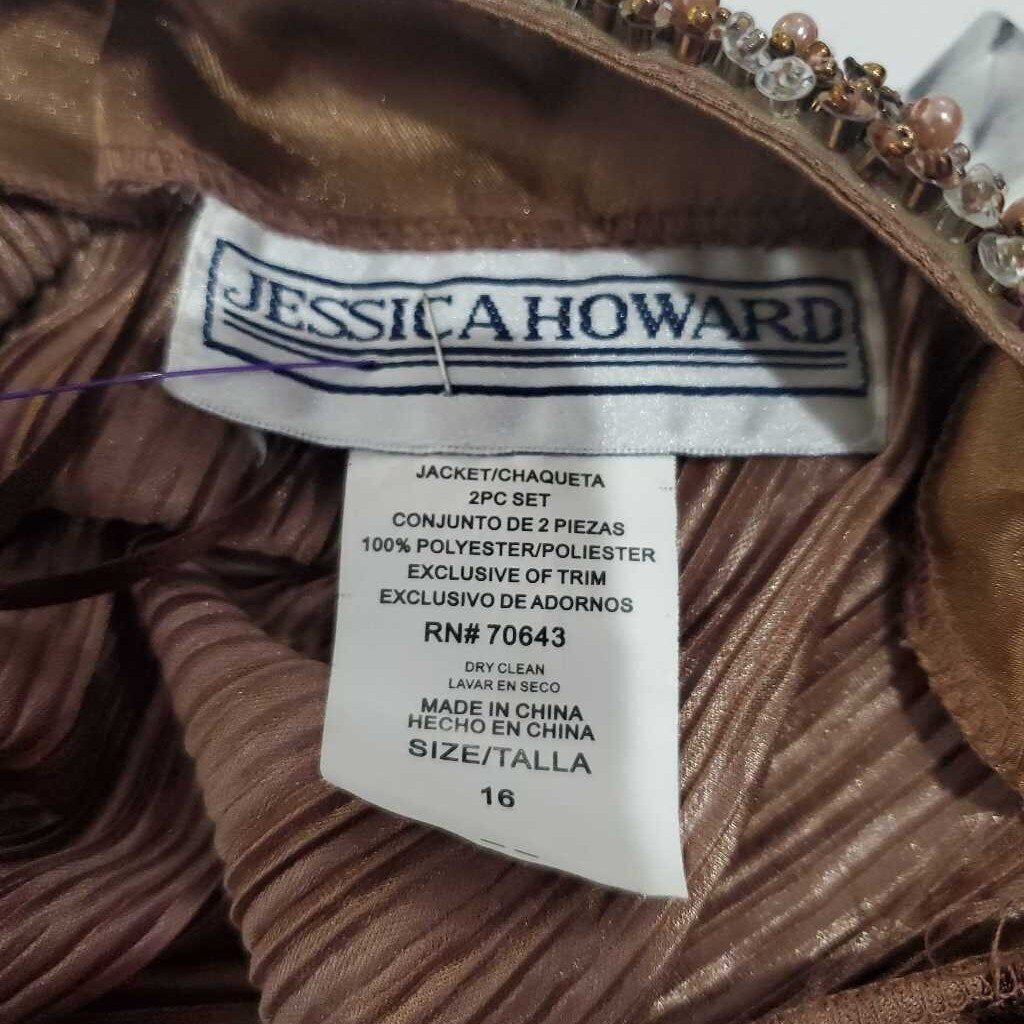 JESSICA HOWARD
JACKET/CHAQUETA
2PC SET
CONJUNTO DE 2 PIEZAS
100% POLYESTER/POLIESTER
EXCLUSIVE OF TRIM
EXCLUSIVO DE ADORNOS
RN# 70643
DRY CLEAN
LAVAR EN SECO
MADE IN CHINA
HECHO EN CHINA
SIZE/TALLA
16